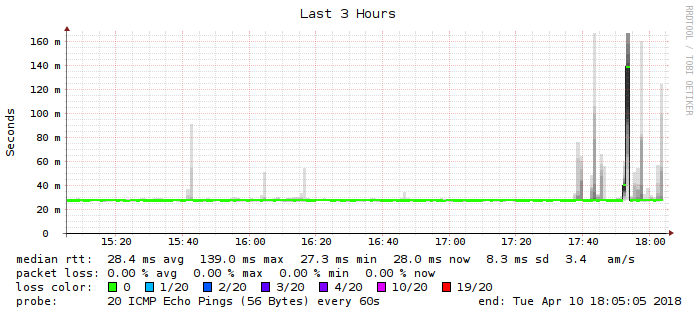 Last 3 Hours
RRDTOOL / TOBI OETIKER
Seconds
160 m
140 m
120 m
100 m
80 m
60 m
40 m
20 m
0
15:20 15:40 16:00 16:20 16:40 17:00 17:20 17:40 18:00
median rtt: 28.4 ms avg 139.0 ms max 27.3 ms min 28.0 ms now 8.3 ms sd 3.4 am/s
packet loss: 0.00 % avg 0.00 % max 0.00 % min 0.00 % now
loss color: 0 1/20 2/20 3/20 4/20 10/20 19/20
probe: 20 ICMP Echo Pings (56 Bytes) every 60s end: Tue Apr 10 18:05:05 2018